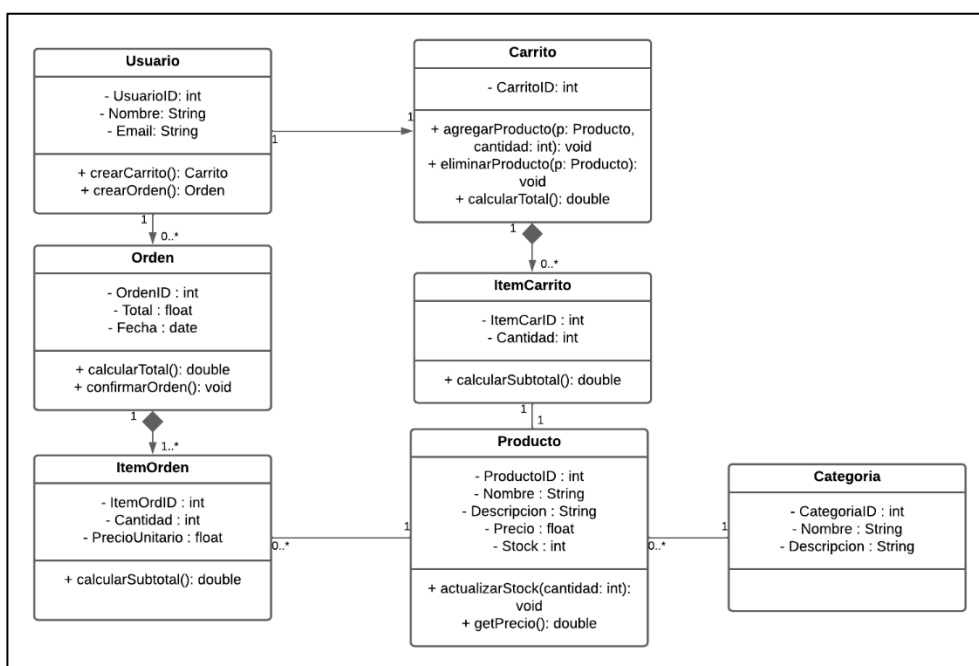 Usuario
- UsuarioID: int
- Nombre: String
- Email: String
+ crearCarrito(): Carrito
+ crearOrden(): Orden
1
1
Carrito
- CarritoID: int
+ agregarProducto(p: Producto,
cantidad: int): void
+ eliminarProducto(p: Producto):
void
+ calcularTotal(): double
1
0..*
1
0..*
Orden
- OrdenID : int
- Total : float
- Fecha : date
+ calcularTotal(): double
+ confirmarOrden(): void
ItemCarrito
- ItemCarID : int
- Cantidad: int
+ calcularSubtotal(): double
1
1..*
1
1
ItemOrden
- ItemOrdID : int
- Cantidad : int
- PrecioUnitario : float
+ calcularSubtotal(): double
0..*
1
Producto
- ProductoID : int
- Nombre : String
- Descripcion : String
- Precio : float
- Stock : int
+ actualizarStock(cantidad: int):
void
+ getPrecio(): double
0..*
1
Categoria
- CategoriaID : int
- Nombre : String
- Descripcion : String